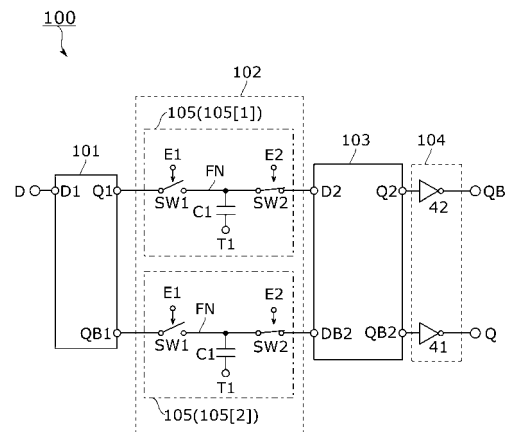 100
102
105(105[1])
101
103
104
E1
FN
E2
D
D1
Q1
SW1
C1
SW2
D2
Q2
QB
42
T1
E1
FN
E2
QB1
SW1
C1
SW2
DB2
QB2
Q
41
T1
105(105[2])